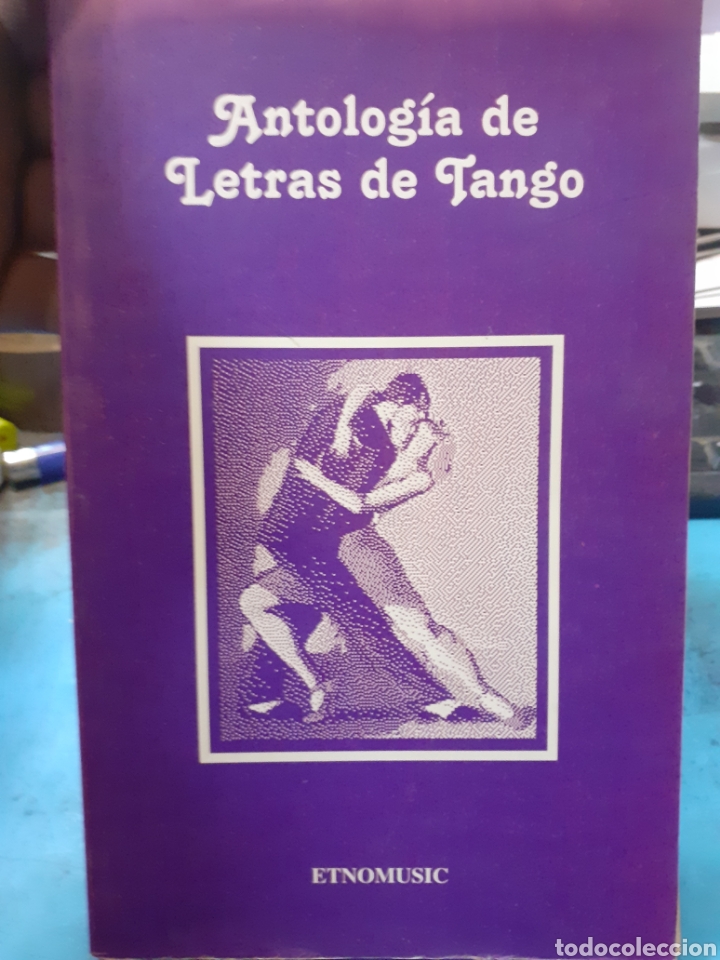 Antología de
Letras de Tango
ETNOMUSIC
todocoleccion